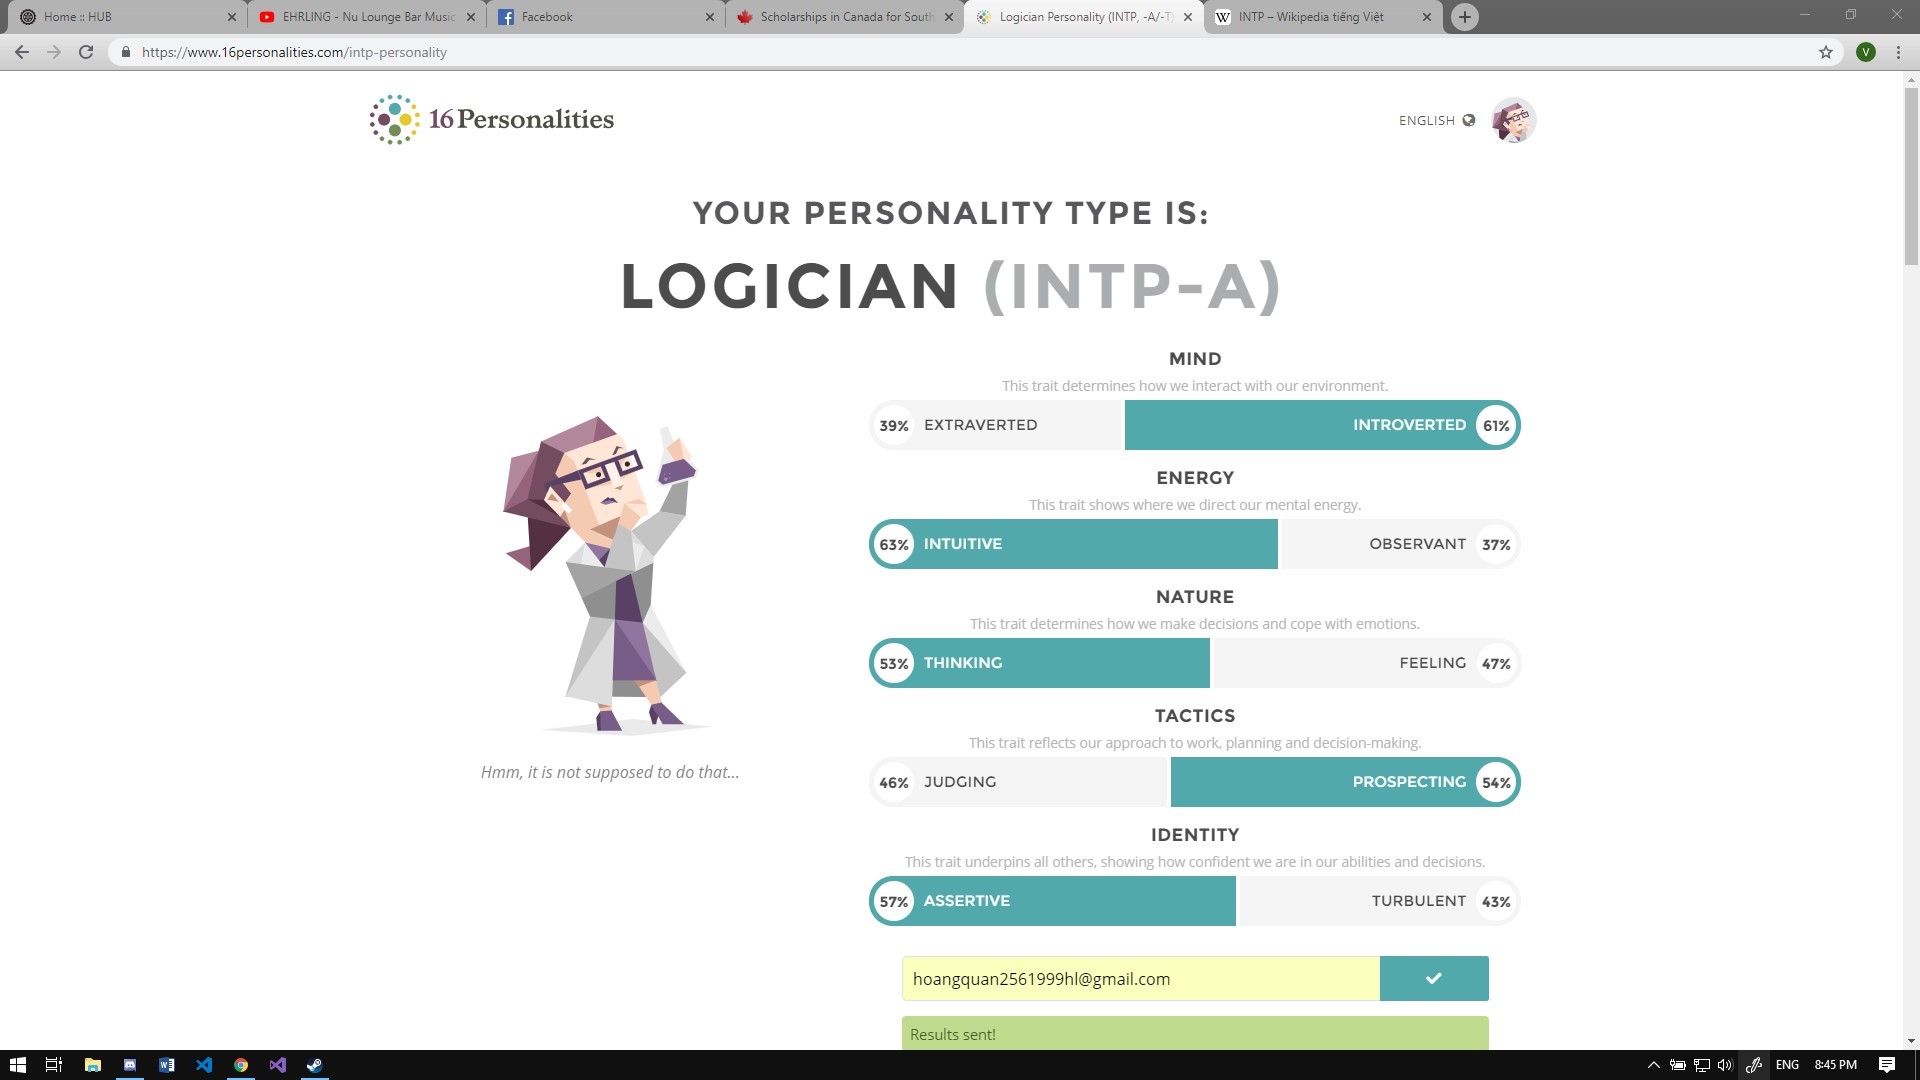 Home :: HUB
EHRLING - Nu Lounge Bar Music
Facebook
Scholarships in Canada for South
Logician Personality (INTP, -A/-T)
INTP – Wikipedia tiếng Việt
https://www.16personalities.com/intp-personality
V
16Personalities
ENGLISH
YOUR PERSONALITY TYPE IS:
LOGICIAN (INTP-A)
MIND
This trait determines how we interact with our environment.
39% EXTRAVERTED INTROVERTED 61%
ENERGY
This trait shows where we direct our mental energy.
63% INTUITIVE OBSERVANT 37%
NATURE
This trait determines how we make decisions and cope with emotions.
53% THINKING FEELING 47%
TACTICS
This trait reflects our approach to work, planning and decision-making.
46% JUDGING PROSPECTING 54%
IDENTITY
This trait underpins all others, showing how confident we are in our abilities and decisions.
57% ASSERTIVE TURBULENT 43%
Hmm, it is not supposed to do that...
hoangquan2561999hl@gmail.com
Results sent!
ENG
8:45 PM